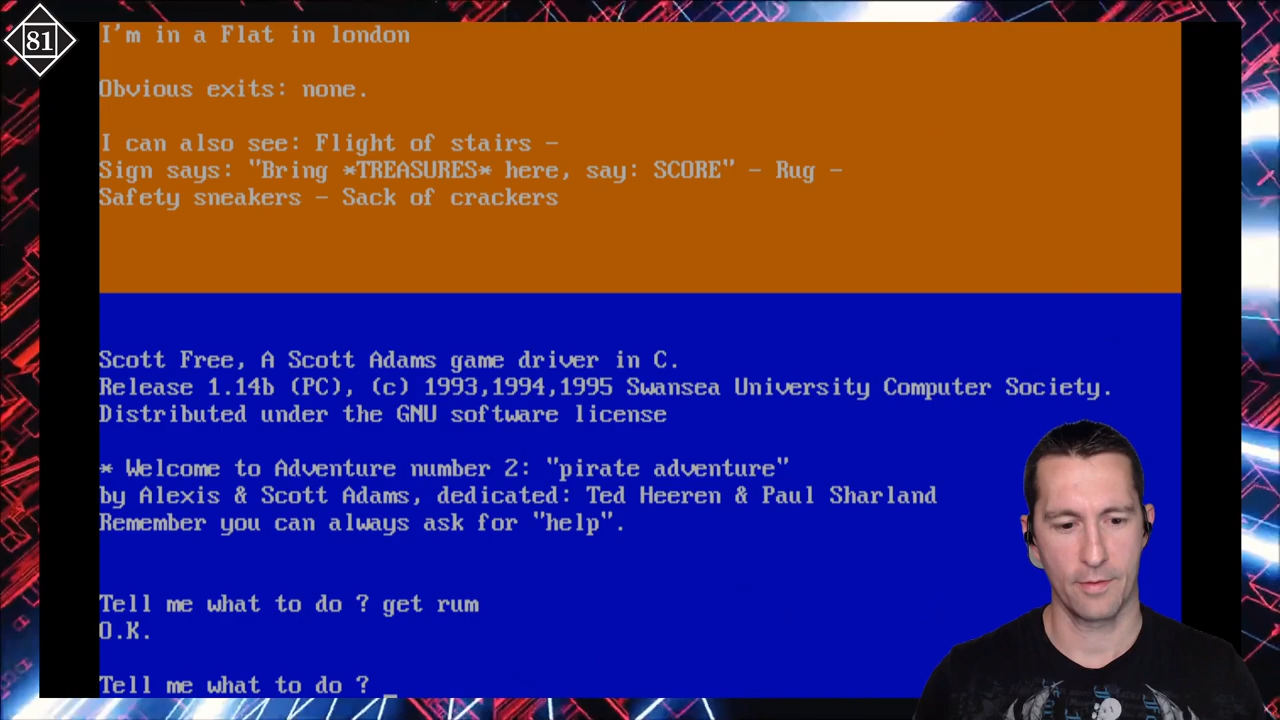 81
I'm in a Flat in london
Obvious exits: none.
I can also see: Flight of stairs -
Sign says: "Bring *TREASURES* here, say: SCORE" - Rug -
Safety sneakers - Sack of crackers
Scott Free, A Scott Adams game driver in C.
Release 1.14b (PC), (c) 1993,1994,1995 Swansea University Computer Society.
Distributed under the GNU software license
* Welcome to Adventure number 2: "pirate adventure"
by Alexis & Scott Adams, dedicated: Ted Heeren & Paul Sharland
Remember you can always ask for "help".
Tell me what to do ? get rum
O.K.
Tell me what to do ? _